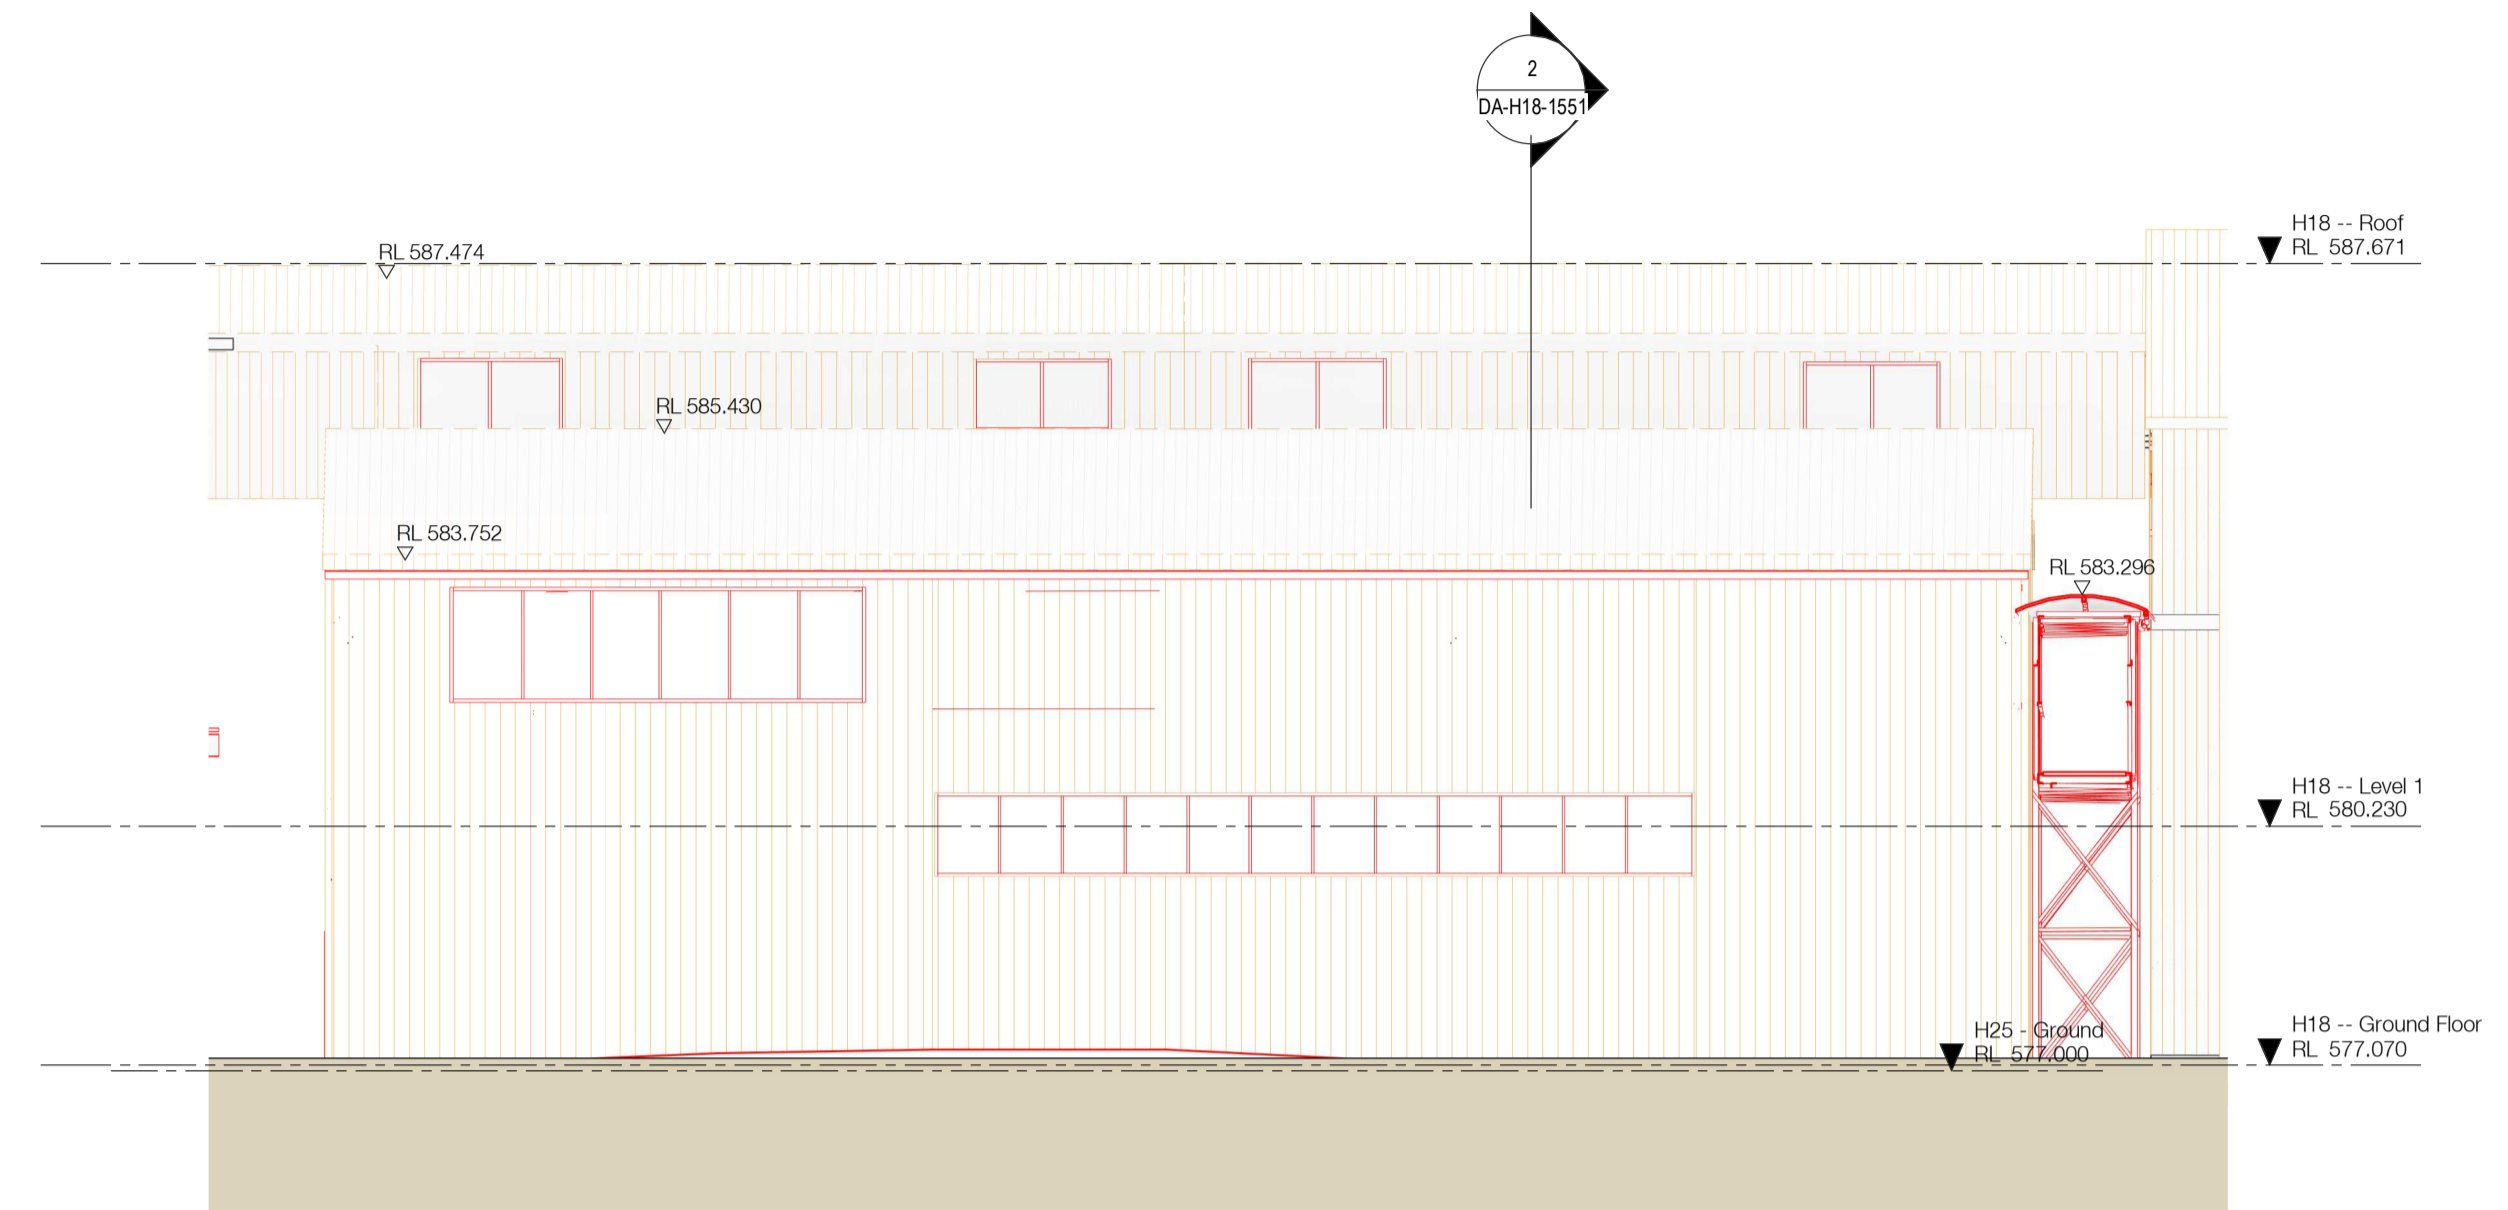 2
DA-H18-1551
H18 -- Roof
RL 587.671
RL 587.474
RL 585.430
RL 583.752
RL 583.296
H18 -- Level 1
RL 580.230
H25 - Ground
RL 577.000
H18 -- Ground Floor
RL 577.070